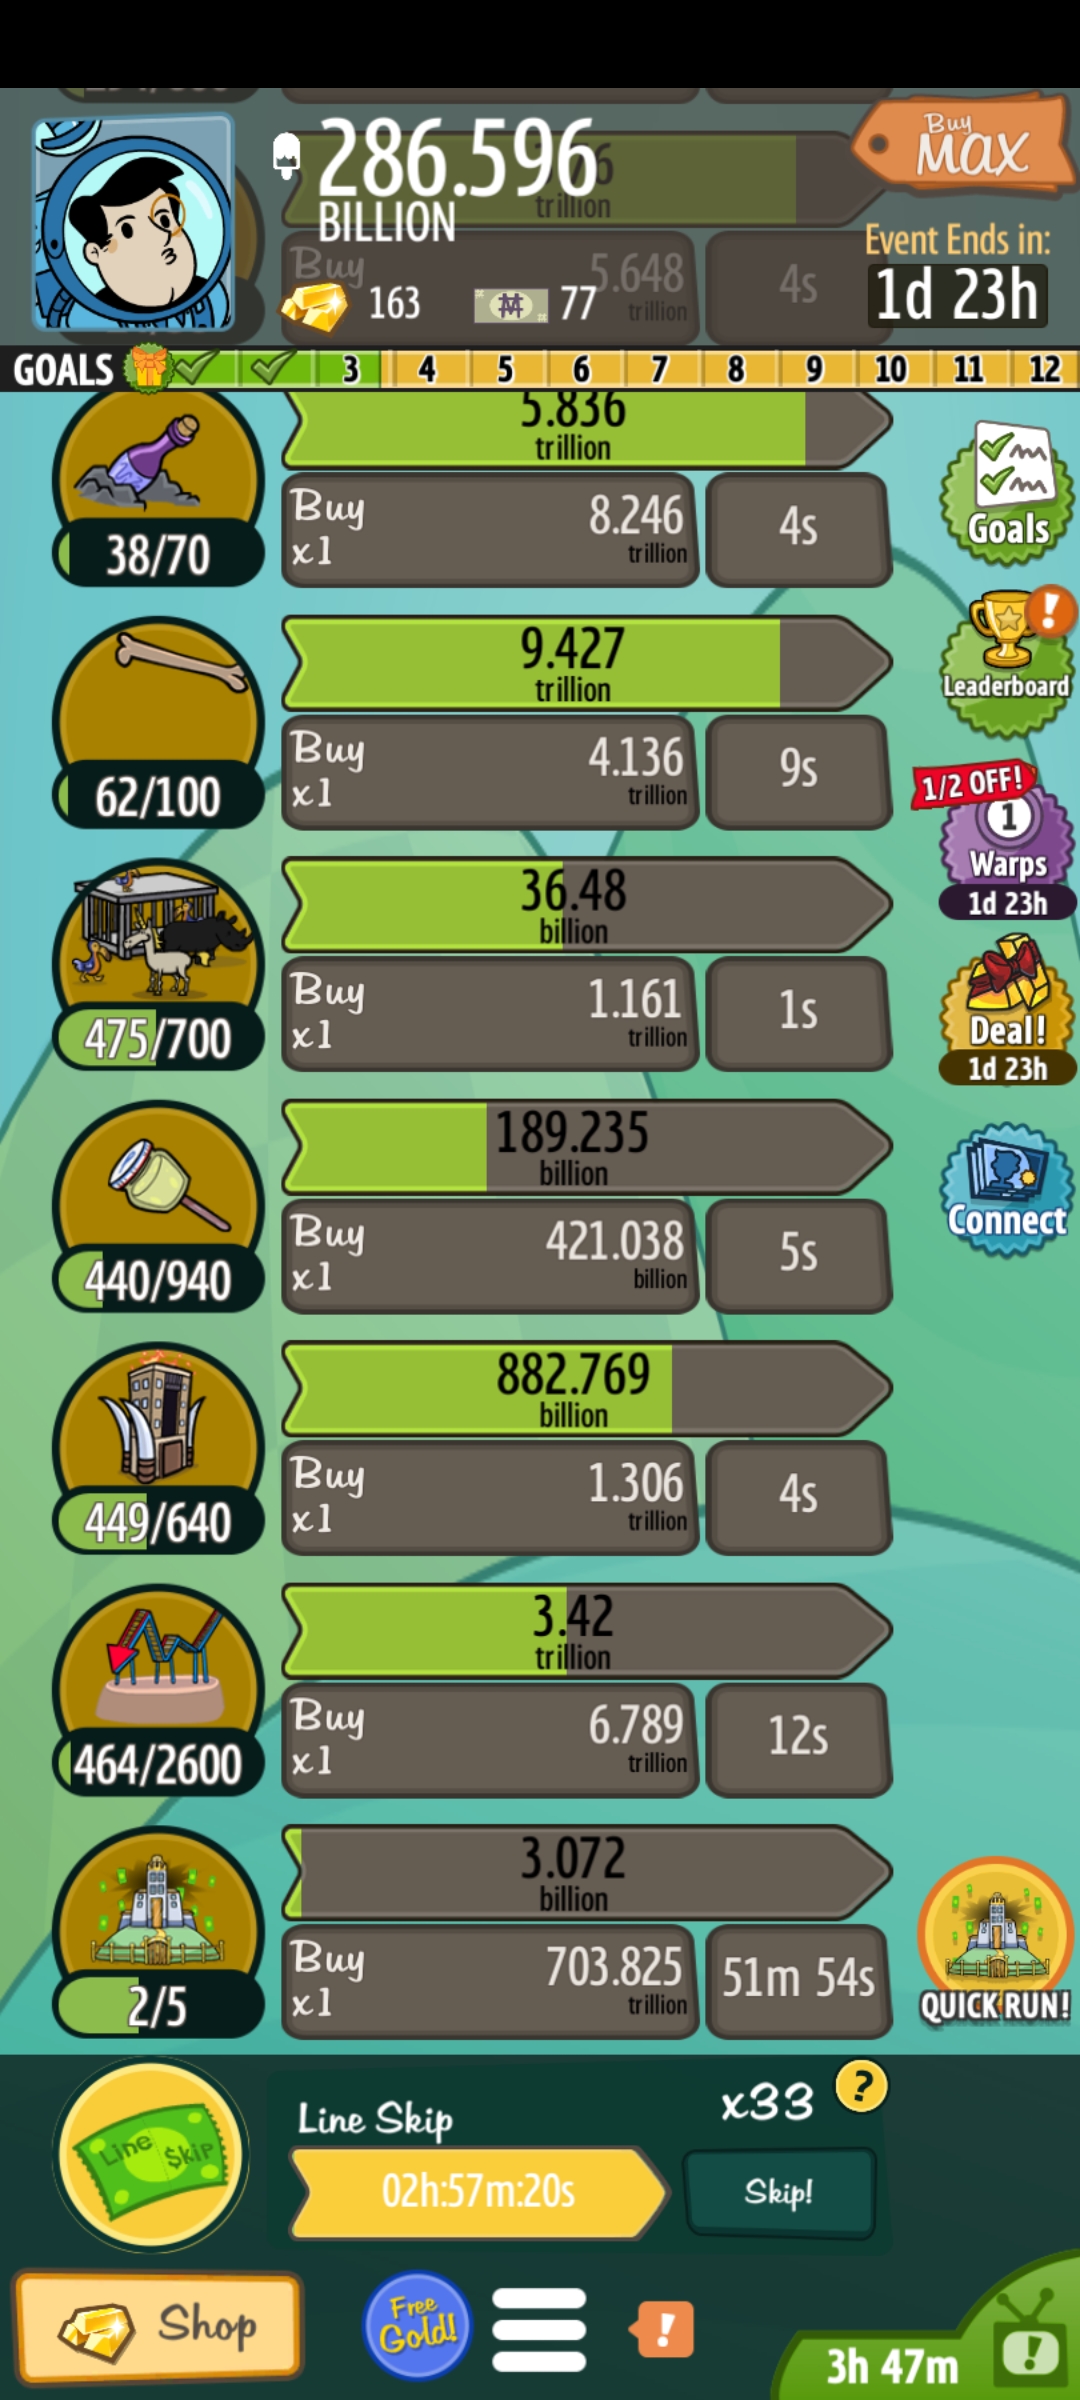 286.596
BILLION
Buy
MAX
trillion
Buy
5.648
trillion
4s
Event Ends in:
1d 23h
163
77
GOALS 3 4 5 6 7 8 9 10 11 12
5.836
trillion
38/70
Buy
x1
8.246
trillion
4s
Goals
9.427
trillion
62/100
Buy
x1
4.136
trillion
9s
!
Leaderboard
1/2 OFF!
1
Warps
1d 23h
36.48
billion
475/700
Buy
x1
1.161
trillion
1s
Deal!
1d 23h
189.235
billion
440/940
Buy
x1
421.038
billion
5s
Connect
882.769
billion
449/640
Buy
x1
1.306
trillion
4s
3.42
trillion
464/2600
Buy
x1
6.789
trillion
12s
3.072
billion
2/5
Buy
x1
703.825
trillion
51m 54s
QUICK RUN!
Line $kip
Line Skip
x33
?
02h:57m:20s
Skip!
Shop
Free
Gold!
!
3h 47m
!